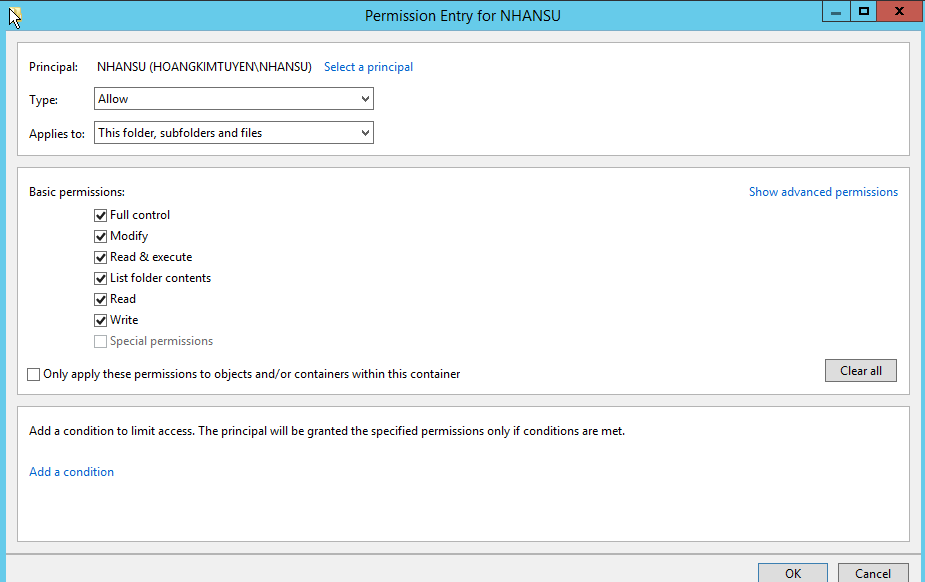 Permission Entry for NHANSU
Principal: NHANSU (HOANGKIMTUYEN\NHANSU) Select a principal
Type: Allow
Applies to: This folder, subfolders and files
Basic permissions: Show advanced permissions
Full control
Modify
Read & execute
List folder contents
Read
Write
Special permissions
Only apply these permissions to objects and/or containers within this container Clear all
Add a condition to limit access. The principal will be granted the specified permissions only if conditions are met.
Add a condition
OK Cancel